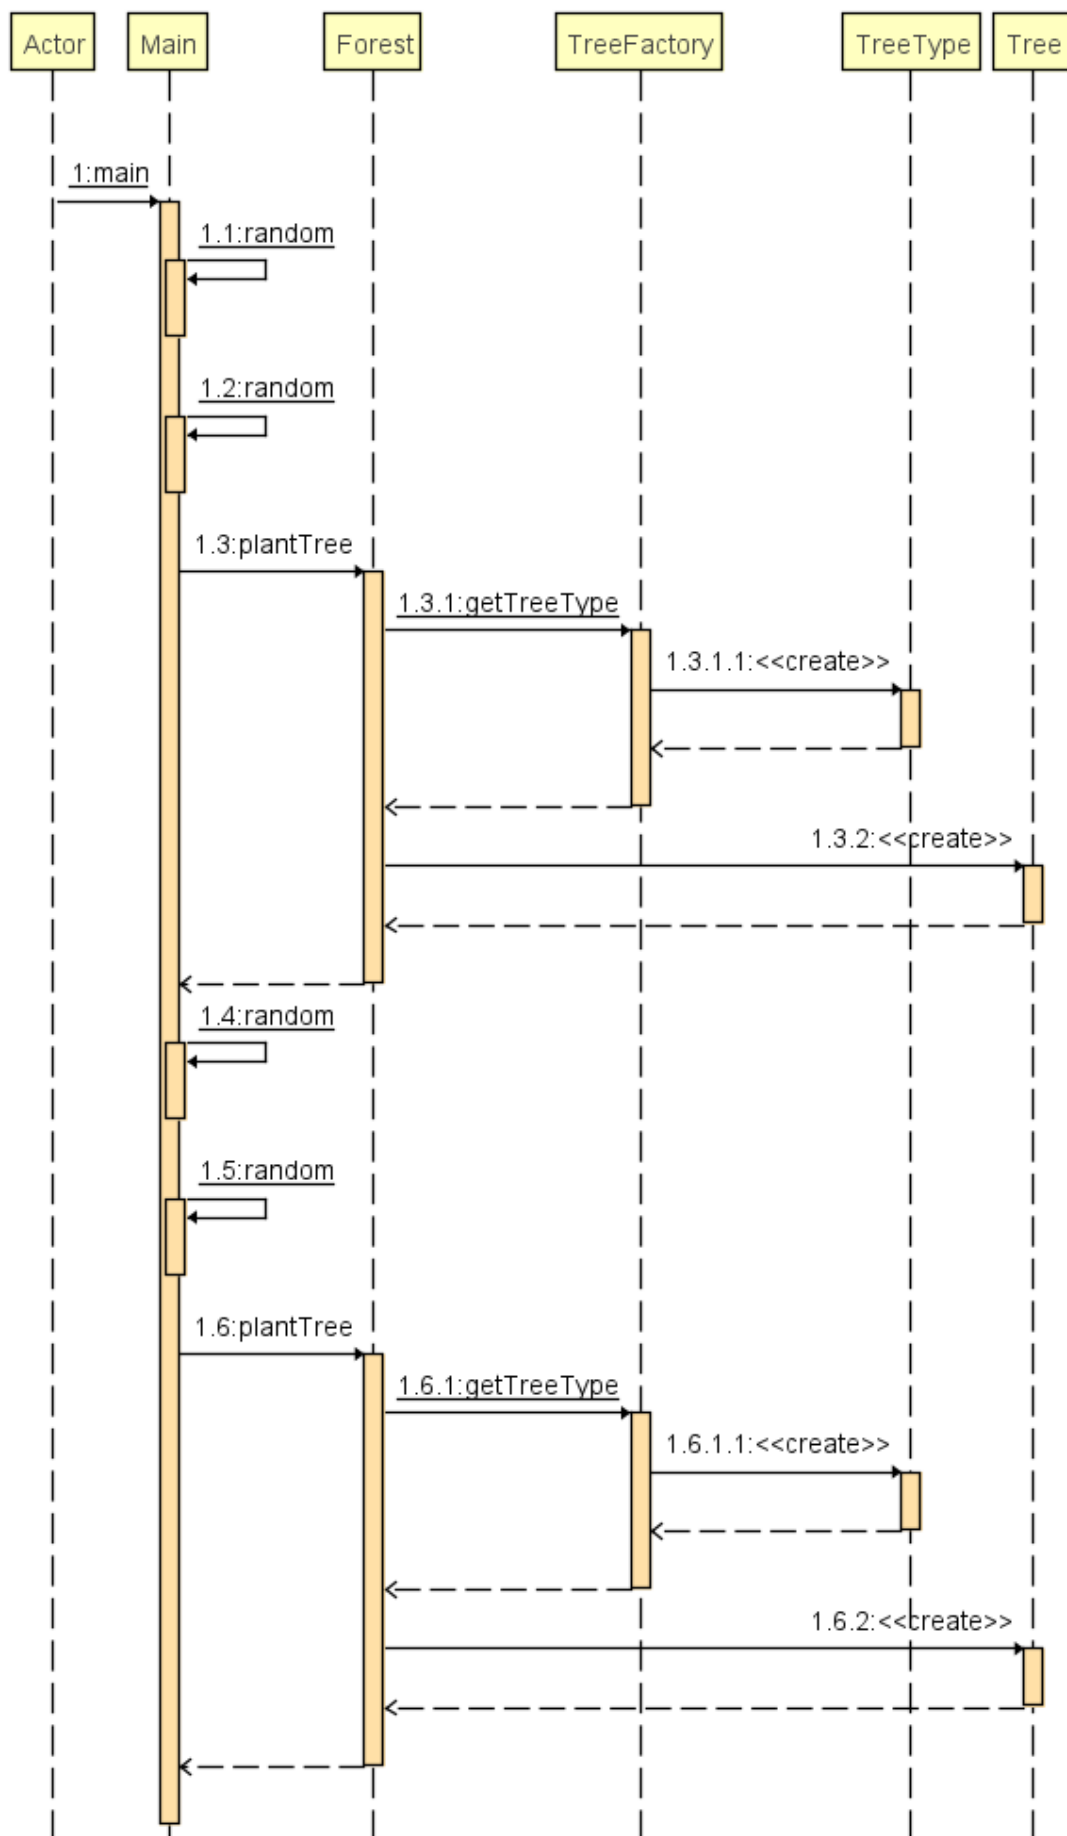 Actor
Main
Forest
TreeFactory
TreeType
Tree
1:main
1.1:random
1.2:random
1.3:plantTree
1.3.1:getTreeType
1.3.1.1:<<create>>
1.3.2:<<create>>
1.4:random
1.5:random
1.6:plantTree
1.6.1:getTreeType
1.6.1.1:<<create>>
1.6.2:<<create>>